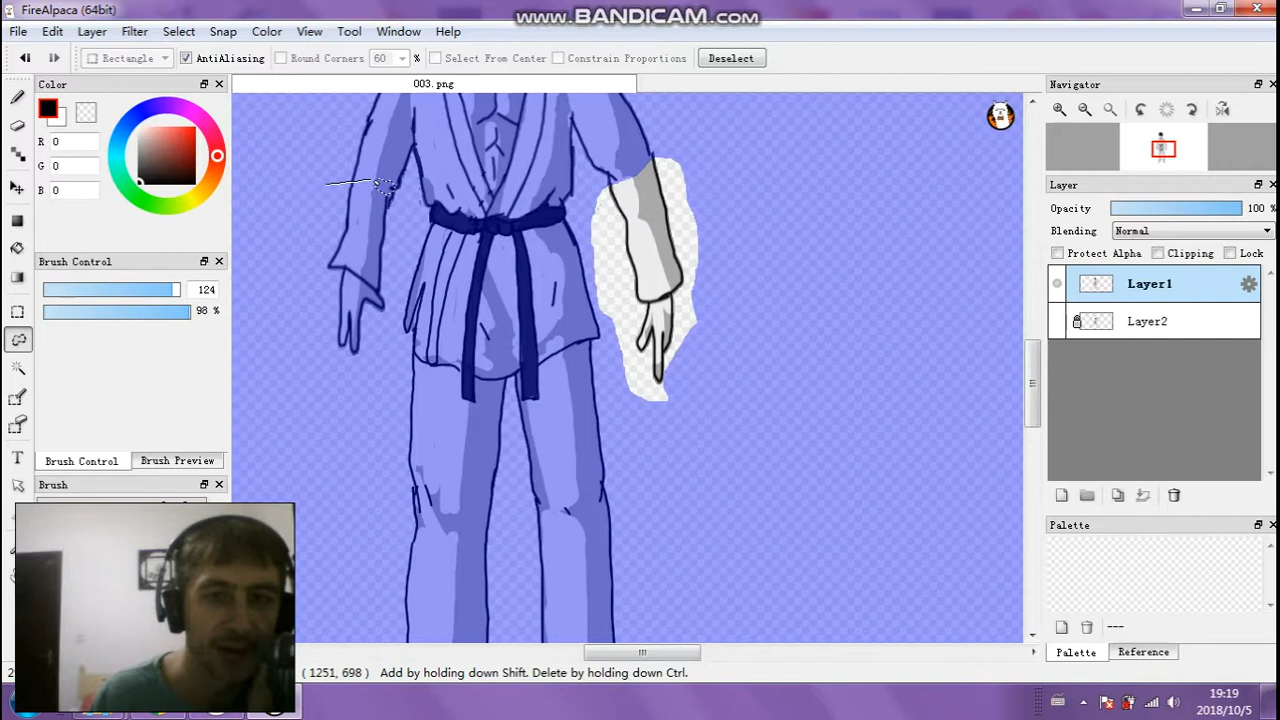 FireAlpaca (64bit)
www.BANDICAM.com
File Edit Layer Filter Select Snap Color View Tool Window Help
Rectangle AntiAliasing Round Corners 60 % Select From Center Constrain Proportions Deselect
Color
003.png
Navigator
R 0
G 0
B 0
Layer
Opacity 100 %
Blending Normal
Protect Alpha Clipping Lock
Brush Control
124
98 %
Layer1
Layer2
Brush Control Brush Preview
Brush
Palette
---
Palette Reference
( 1251, 698 ) Add by holding down Shift. Delete by holding down Ctrl.
19:19
2018/10/5